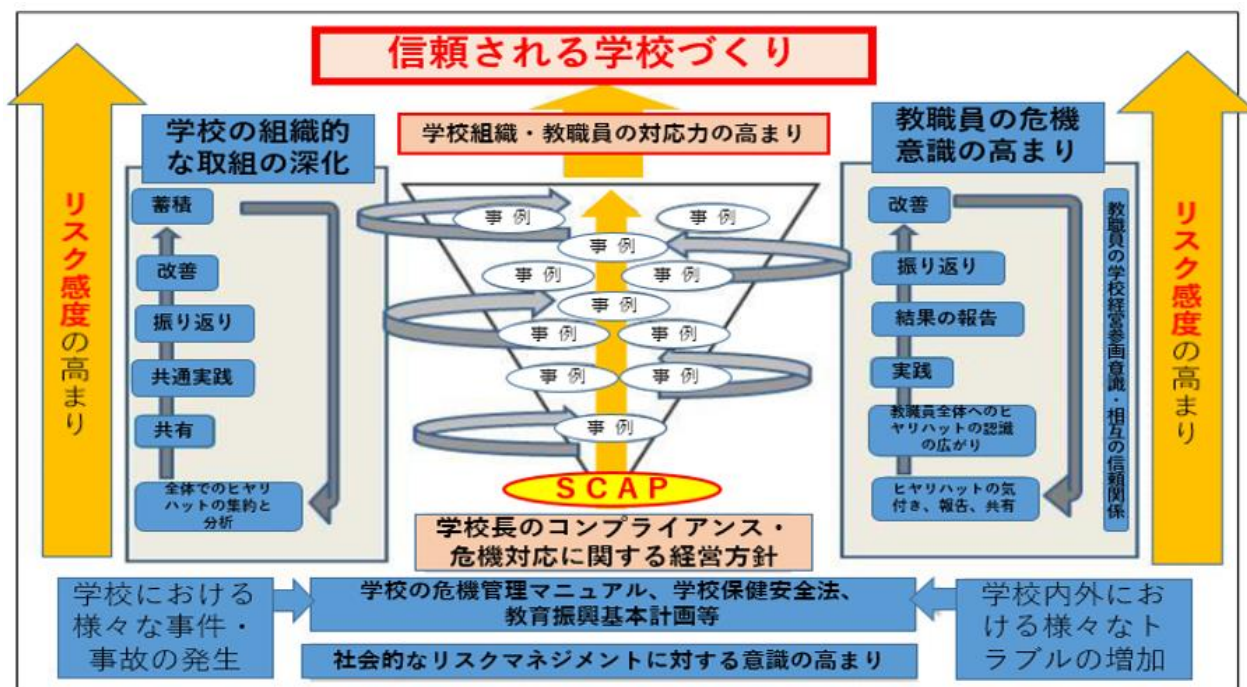 信頼される学校づくり
学校組織・教職員の対応力の高まり
リスク感度の高まり
学校の組織的
な取組の深化
蓄積
改善
振り返り
共通実践
共有
全体でのヒヤリ
ハットの集約と
分析
事 例
事 例
事 例
事 例
事 例
事 例
事 例
事 例
事 例
事 例
事 例
ＳＣＡＰ
学校長のコンプライアンス・
危機対応に関する経営方針
教職員の危機
意識の高まり
改善
振り返り
結果の報告
実践
教職員全体へのヒ
ヤリハットの認識
の広がり
ヒヤリハットの気
付き、報告、共有
教職員の学校経営参画意識・相互の信頼関係
リスク感度の高まり
学校における
様々な事件・
事故の発生
学校の危機管理マニュアル、学校保健安全法、
教育振興基本計画等
社会的なリスクマネジメントに対する意識の高まり
学校内外にお
ける様々なト
ラブルの増加